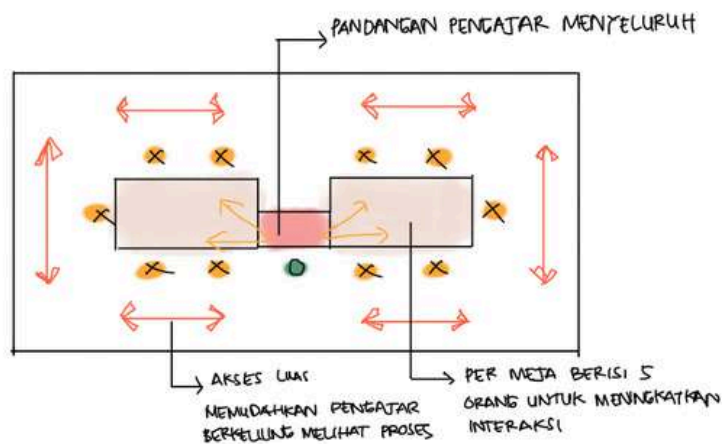 PANDANGAN PENGAJAR MENYELURUH
AKSES LUAS
MEMUDAHKAN PENGAJAR
BERKELILING MELIHAT PROSES
PER MEJA BERISI 5
ORANG UNTUK MENINGKATKAN
INTERAKSI